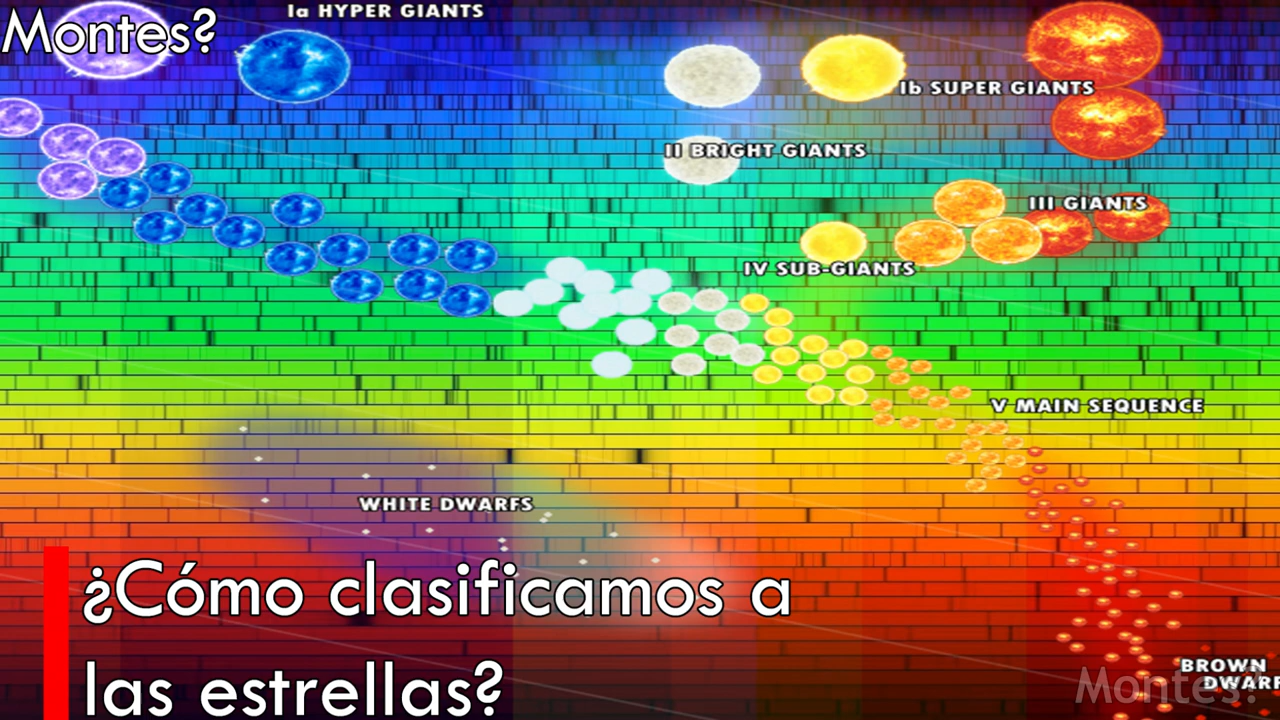 Montes?
Ia HYPER GIANTS
Ib SUPER GIANTS
II BRIGHT GIANTS
III GIANTS
IV SUB-GIANTS
V MAIN SEQUENCE
WHITE DWARFS
¿Cómo clasificamos a
las estrellas?
BROWN
DWARF
Montes?